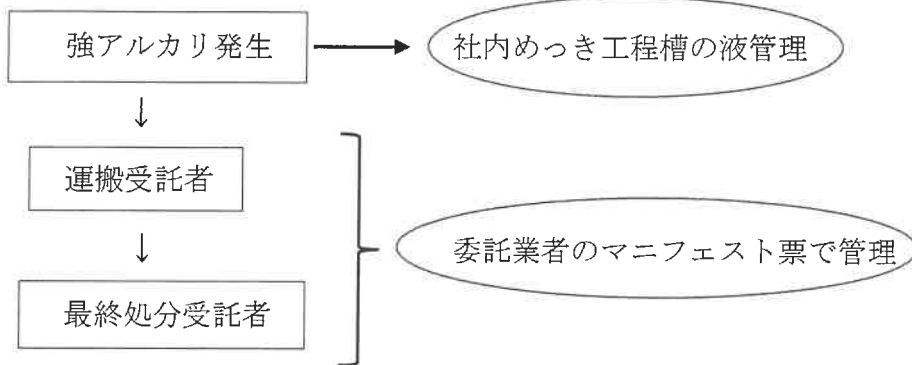 強アルカリ発生
社内めっき工程槽の液管理
運搬受託者
委託業者のマニフェスト票で管理
最終処分受託者